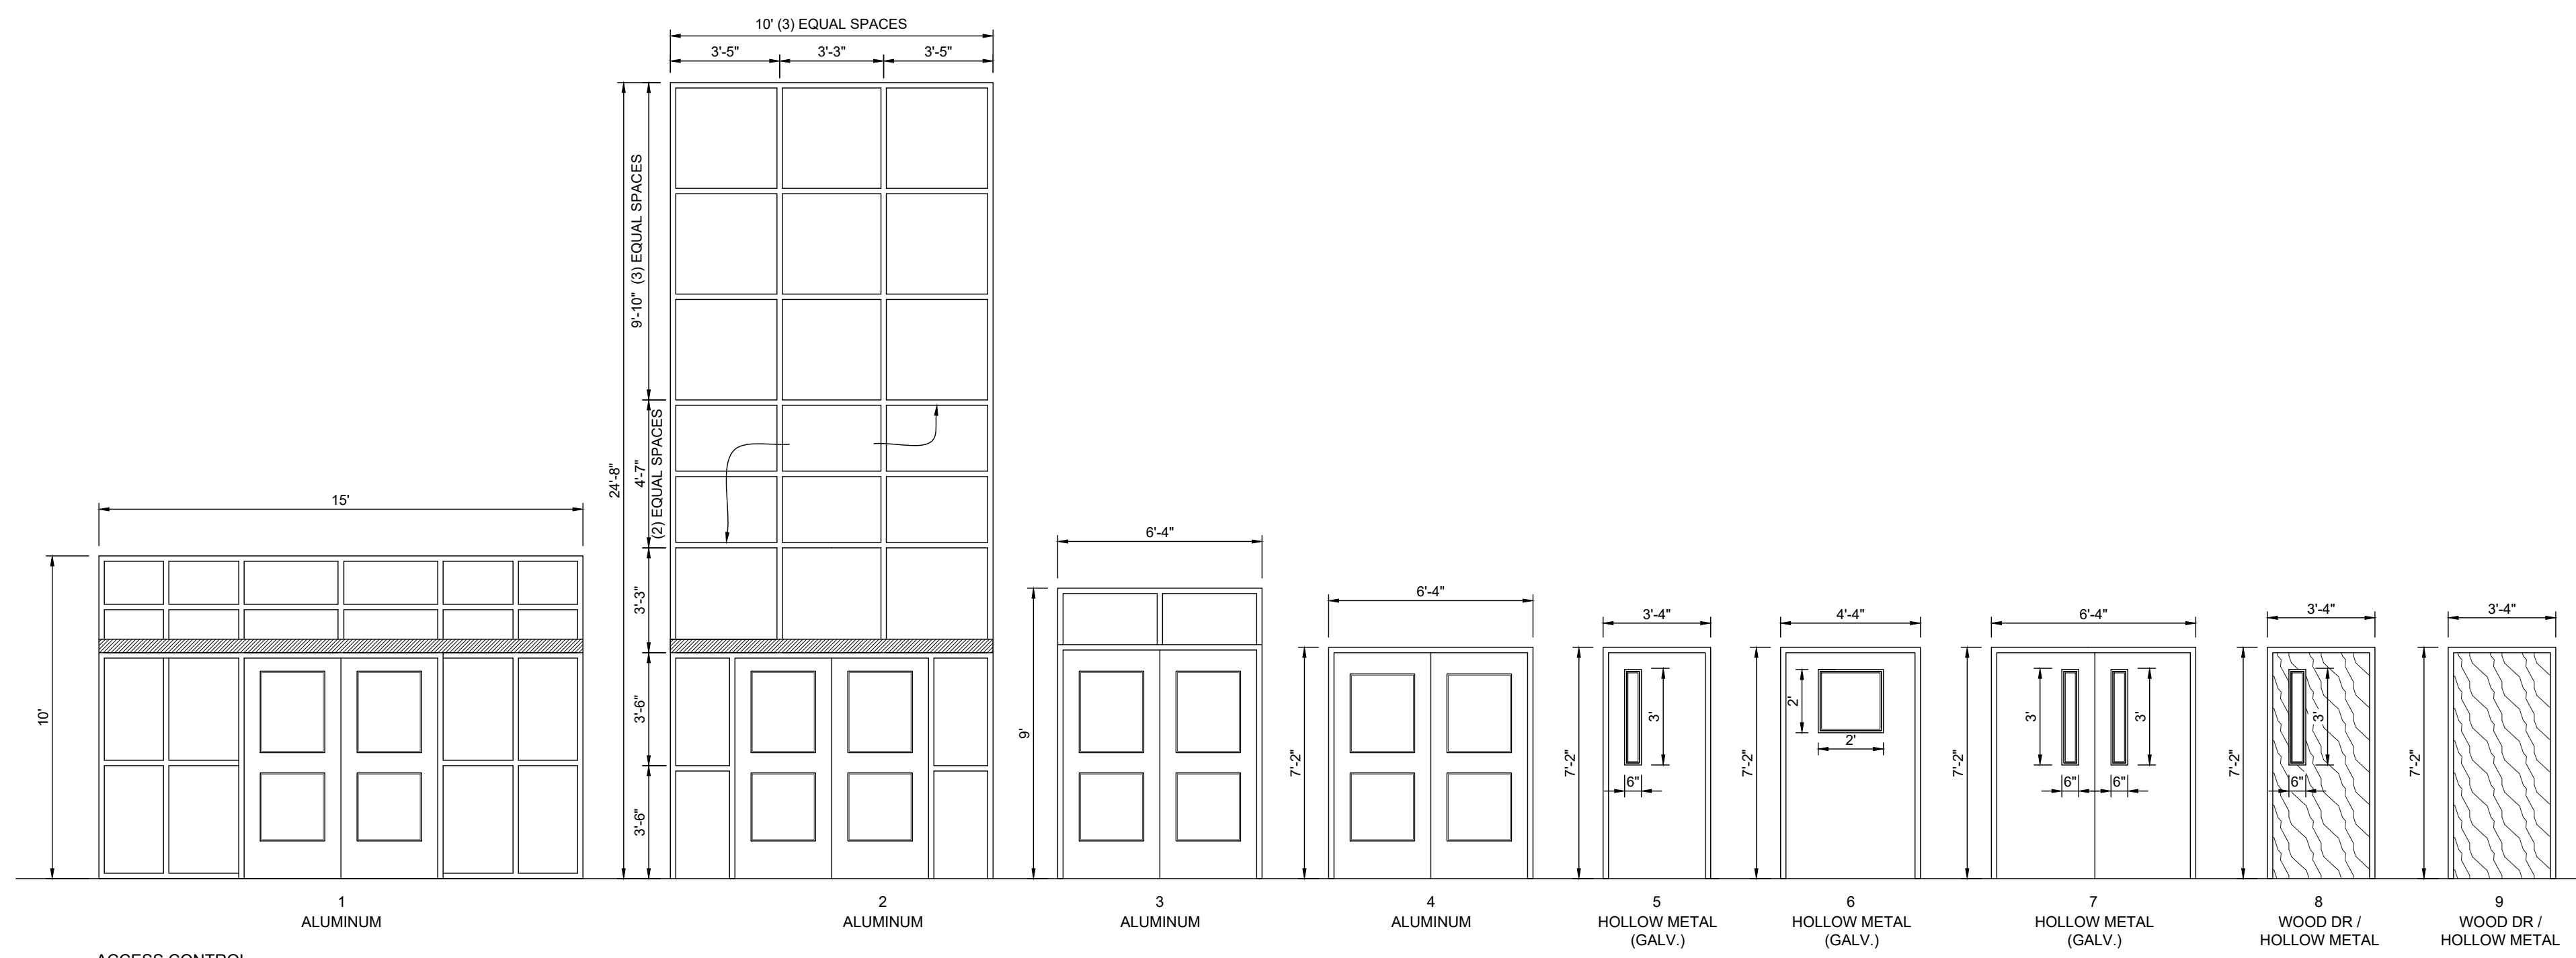 10' (3) EQUAL SPACES
3'-5" 3'-3" 3'-5"
9'-10" (3) EQUAL SPACES
24'-8"
4'-7"
(2) EQUAL SPACES
3'-3"
3'-6"
3'-6"
15'
10'
6'-4"
9'
6'-4"
7'-2"
3'-4"
7'-2"
3'
6"
4'-4"
7'-2"
2'
2'
6'-4"
7'-2"
3'
3'
6"
6"
3'-4"
7'-2"
3'
6"
3'-4"
7'-2"
1
ALUMINUM
2
ALUMINUM
3
ALUMINUM
4
ALUMINUM
5
HOLLOW METAL
(GALV.)
6
HOLLOW METAL
(GALV.)
7
HOLLOW METAL
(GALV.)
8
WOOD DR /
HOLLOW METAL
9
WOOD DR /
HOLLOW METAL
ACCESS CONTROL